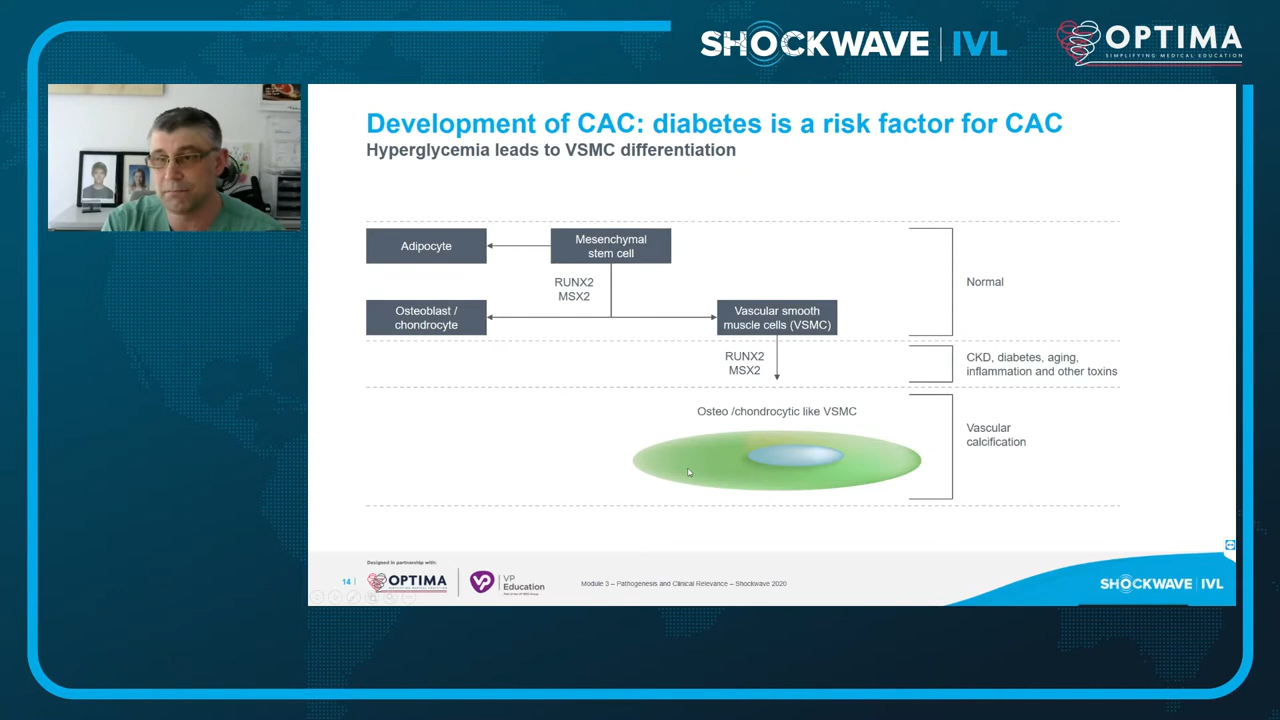 SHOCKWAVE | IVL
OPTIMA
SIMPLIFYING MEDICAL EDUCATION
Development of CAC: diabetes is a risk factor for CAC
Hyperglycemia leads to VSMC differentiation
Adipocyte
Mesenchymal
stem cell
RUNX2
MSX2
Normal
Osteoblast /
chondrocyte
Vascular smooth
muscle cells (VSMC)
RUNX2
MSX2
CKD, diabetes, aging,
inflammation and other toxins
Osteo /chondrocytic like VSMC
Vascular
calcification
Designed in partnership with:
14 |
OPTIMA
VP
Education
Module 3 – Pathogenesis and Clinical Relevance – Shockwave 2020
SHOCKWAVE | IVL